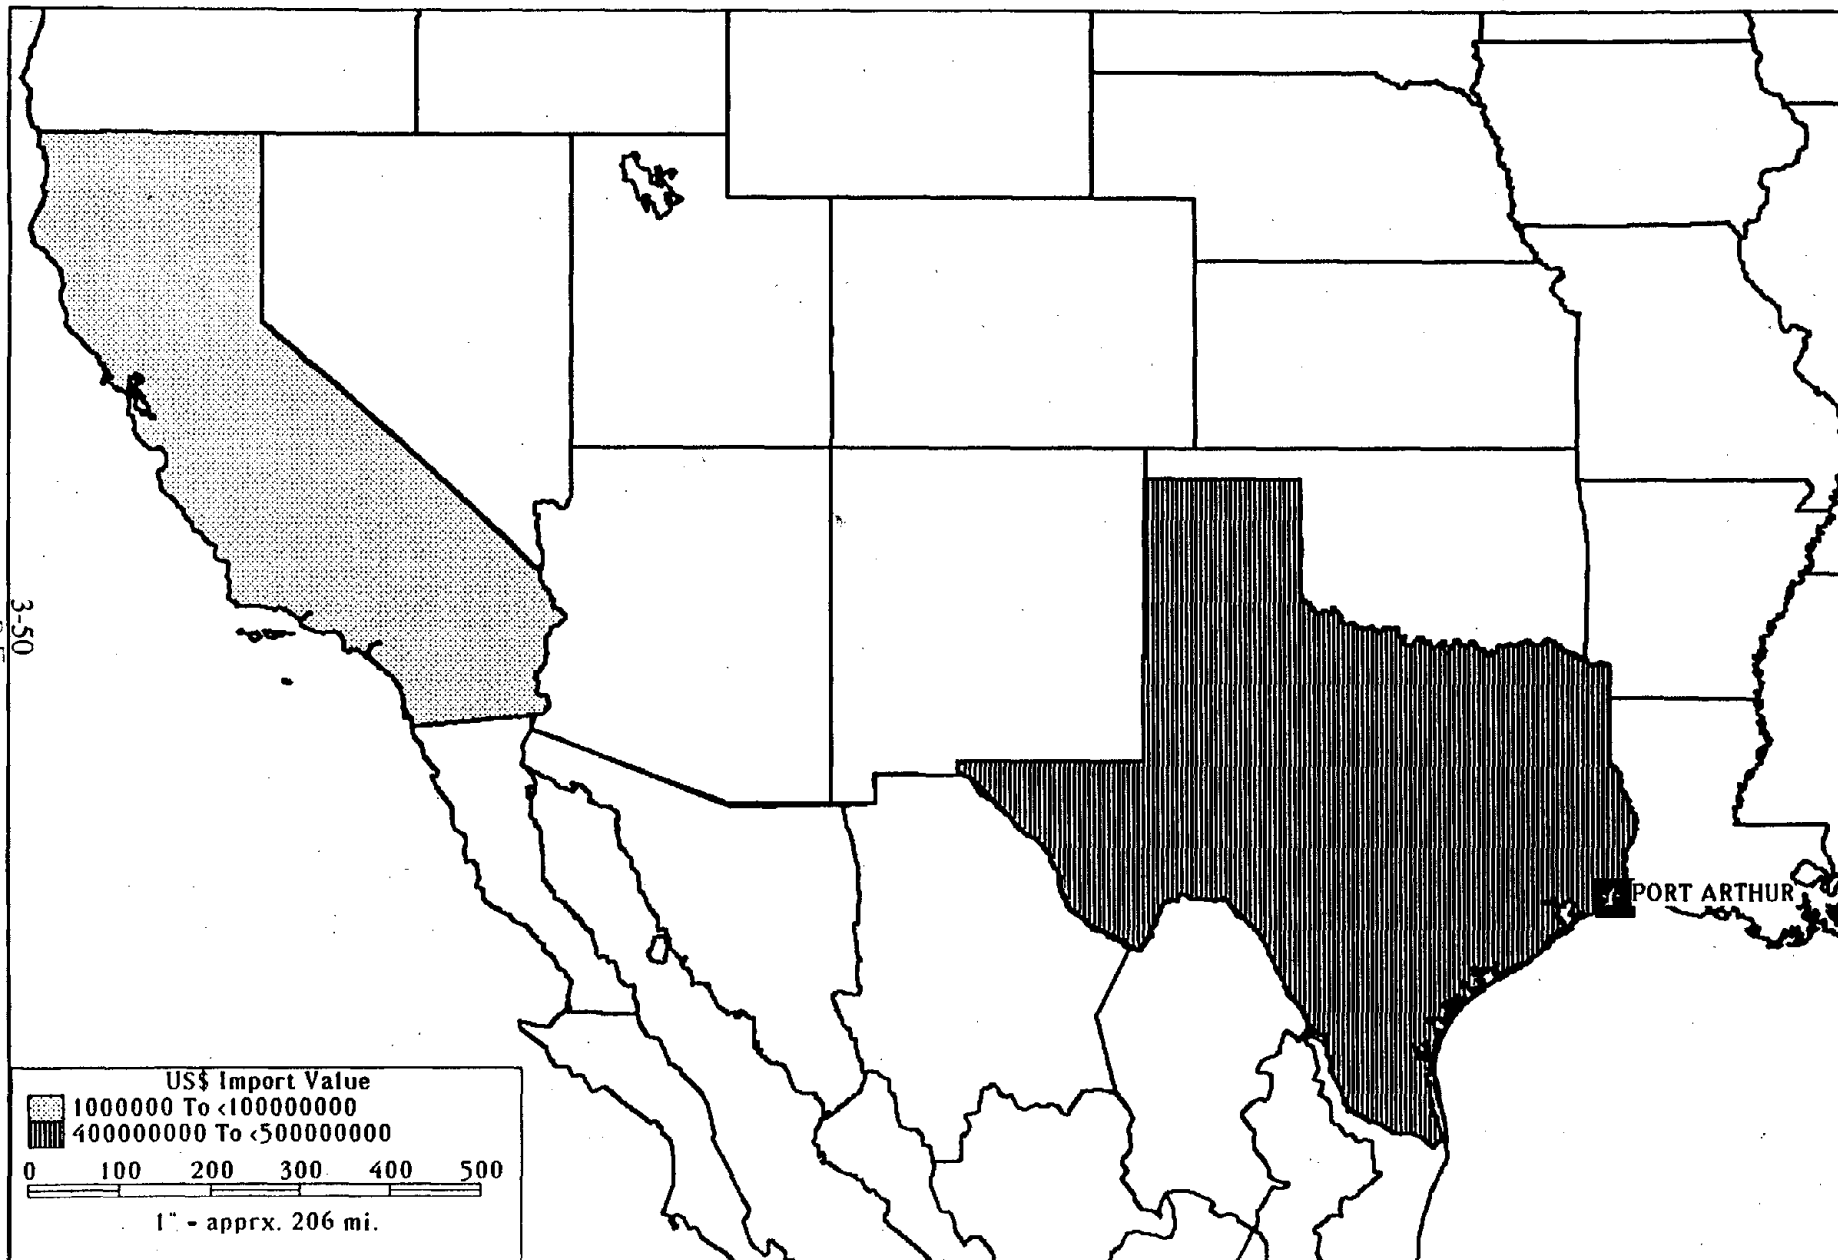 3-50
PORT ARTHUR
US$ Import Value
1000000 To <100000000
400000000 To <500000000
0 100 200 300 400 500
1" - apprx. 206 mi.